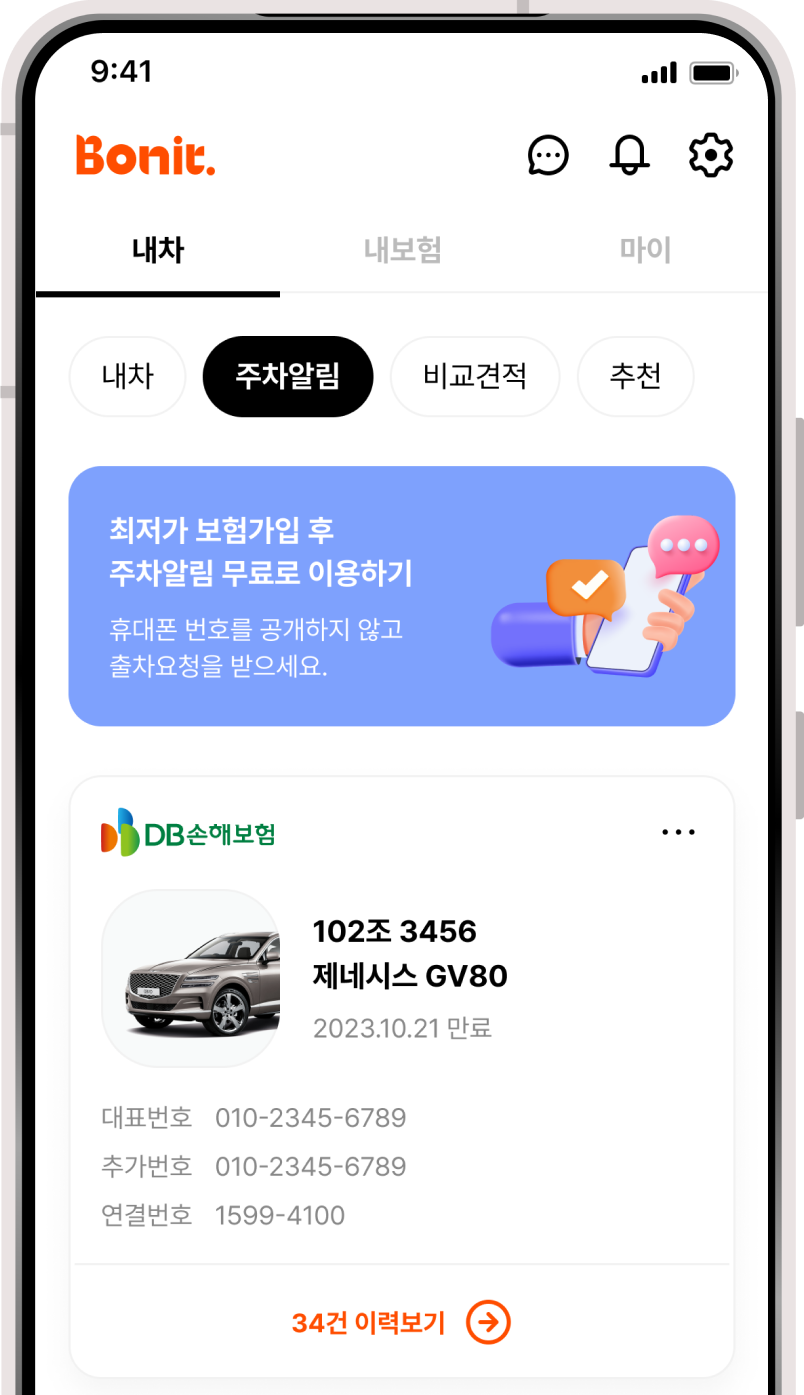 9:41
Bonit.
내차 내보험 마이
내차 주차알림 비교견적 추천
최저가 보험가입 후
주차알림 무료로 이용하기
휴대폰 번호를 공개하지 않고
출차요청을 받으세요.
DB손해보험
102조 3456
제네시스 GV80
2023.10.21 만료
대표번호 010-2345-6789
추가번호 010-2345-6789
연결번호 1599-4100
34건 이력보기